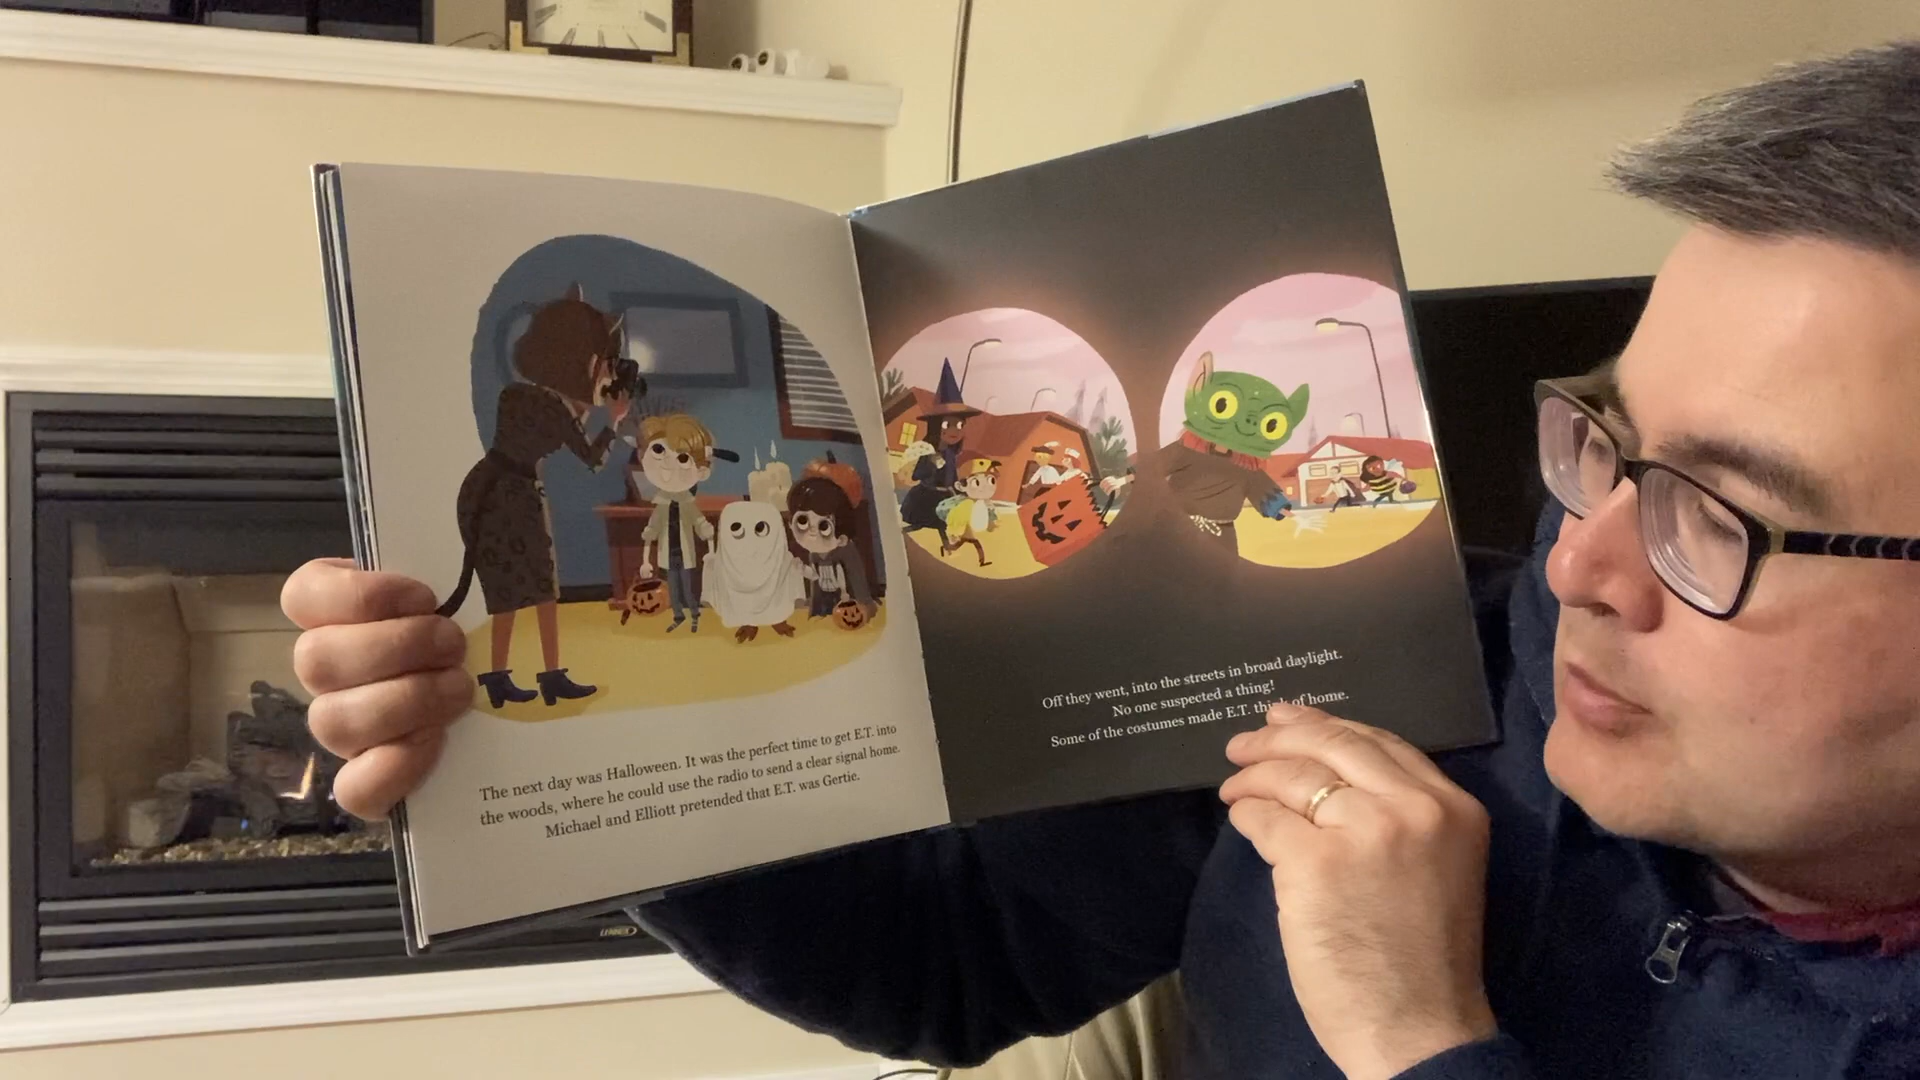 The next day was Halloween. It was the perfect time to get E.T. into
the woods, where he could use the radio to send a clear signal home.
Michael and Elliott pretended that E.T. was Gertie.
Off they went, into the streets in broad daylight.
No one suspected a thing!
Some of the costumes made E.T. think of home.
LENNOX